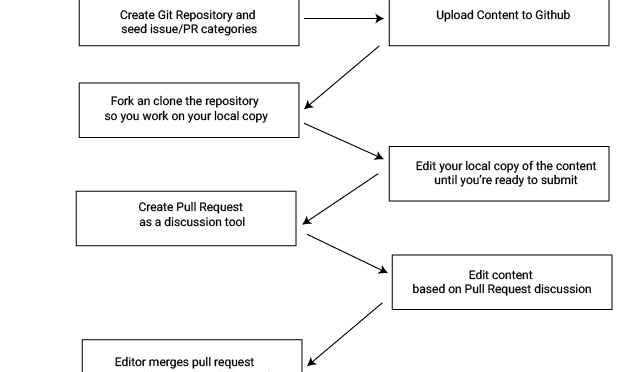 Create Git Repository and
seed issue/PR categories
Upload Content to Github
Fork an clone the repository
so you work on your local copy
Edit your local copy of the content
until you're ready to submit
Create Pull Request
as a discussion tool
Edit content
based on Pull Request discussion
Editor merges pull request